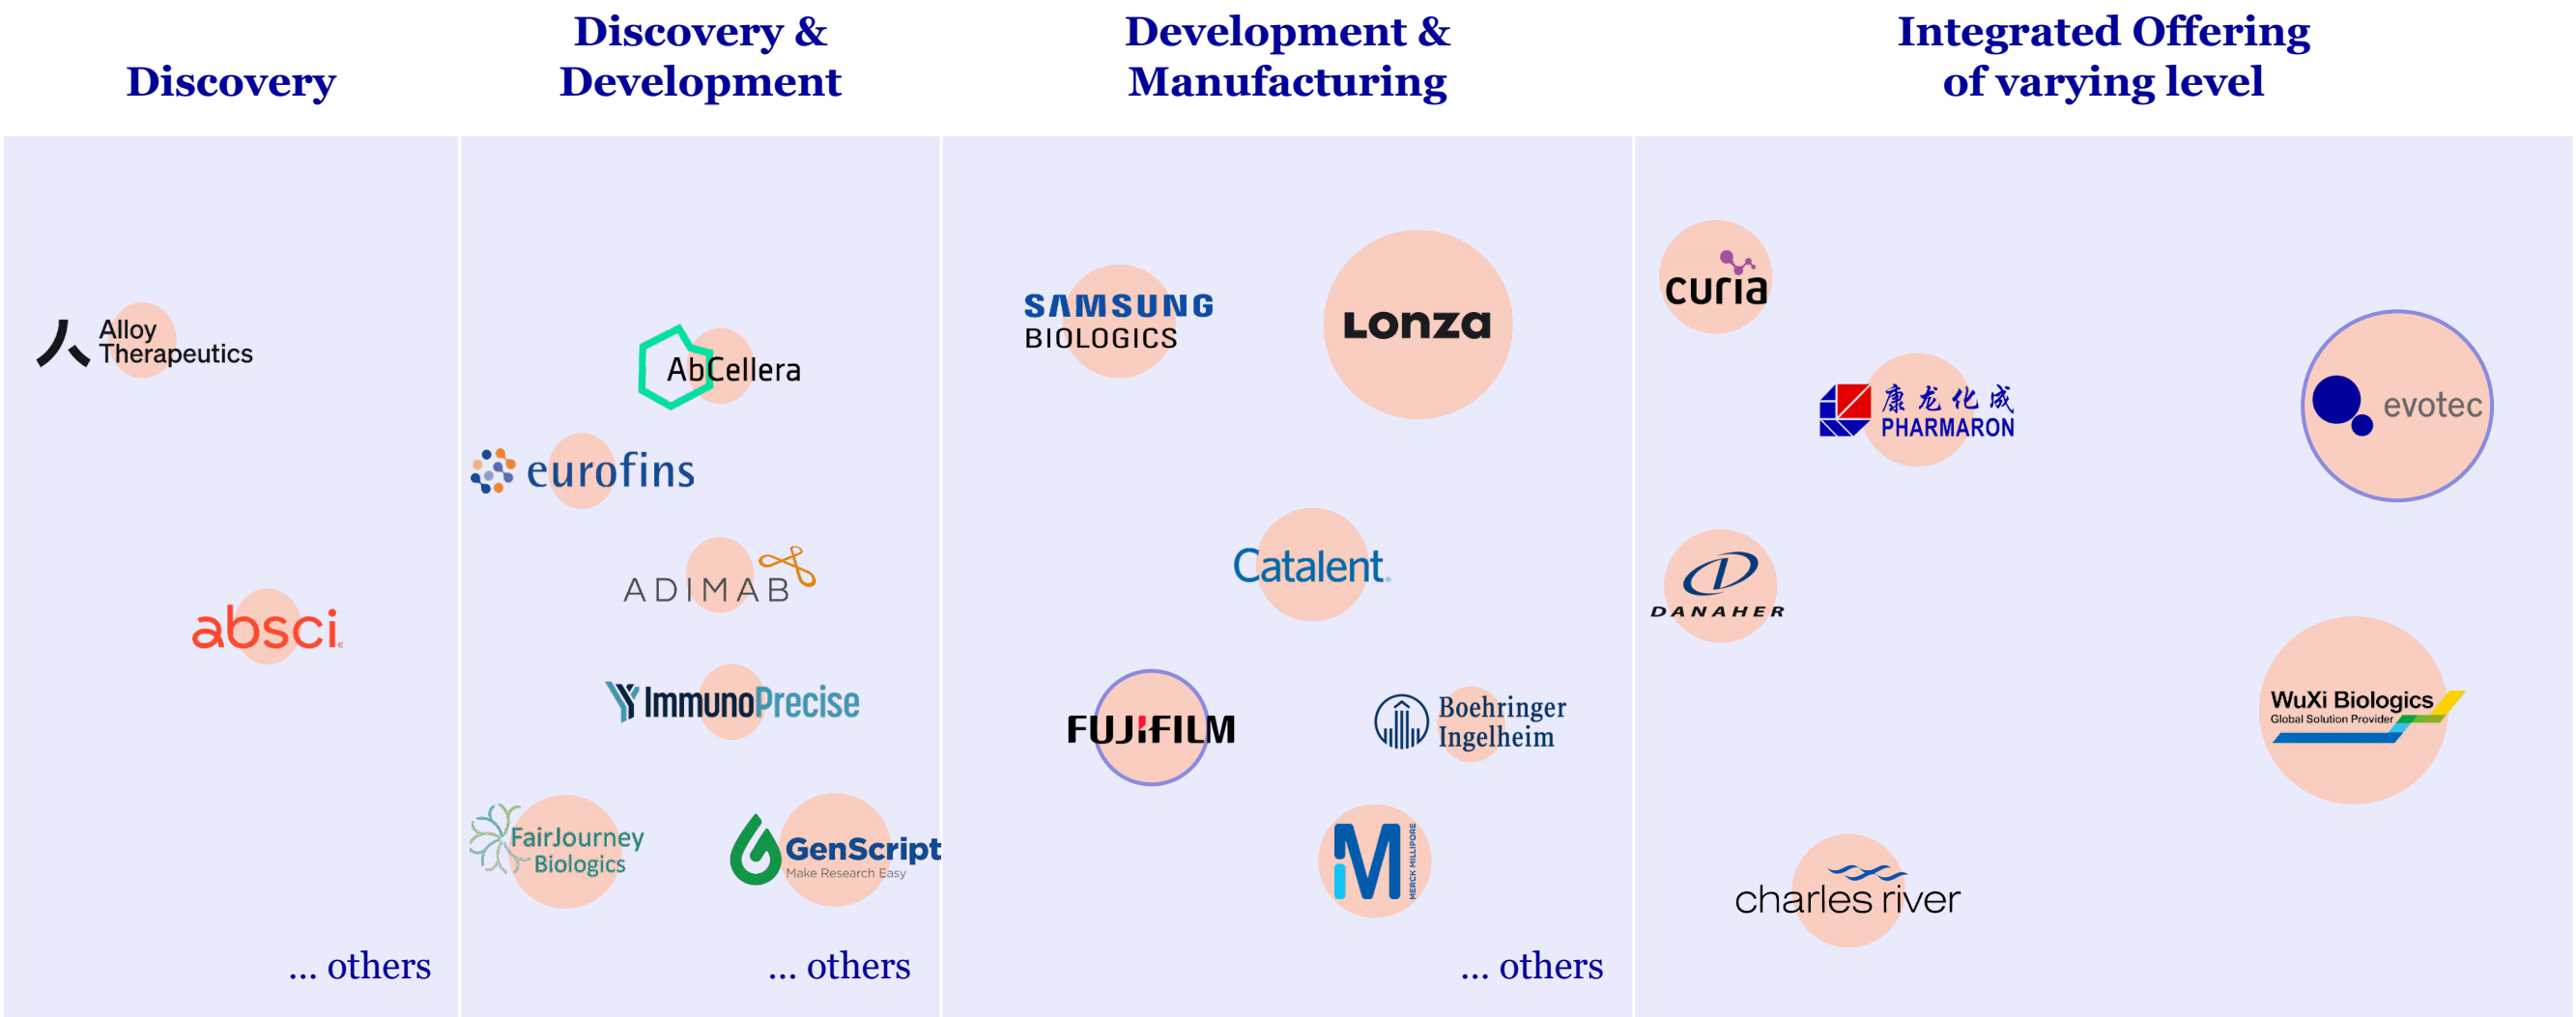 Discovery
Discovery &
Development
Development &
Manufacturing
Integrated Offering
of varying level
Alloy
Therapeutics
absci
... others
AbCellera
eurofins
ADIMAB
ImmunoPrecise
FairJourney
Biologics
GenScript
Make Research Easy
... others
SAMSUNG
BIOLOGICS
Lonza
Catalent
FUJIFILM
Boehringer
Ingelheim
M
MERCK MILLIPORE
... others
curia
康龙化成
PHARMARON
evotec
DANAHER
WuXi Biologics
Global Solution Provider
charles river